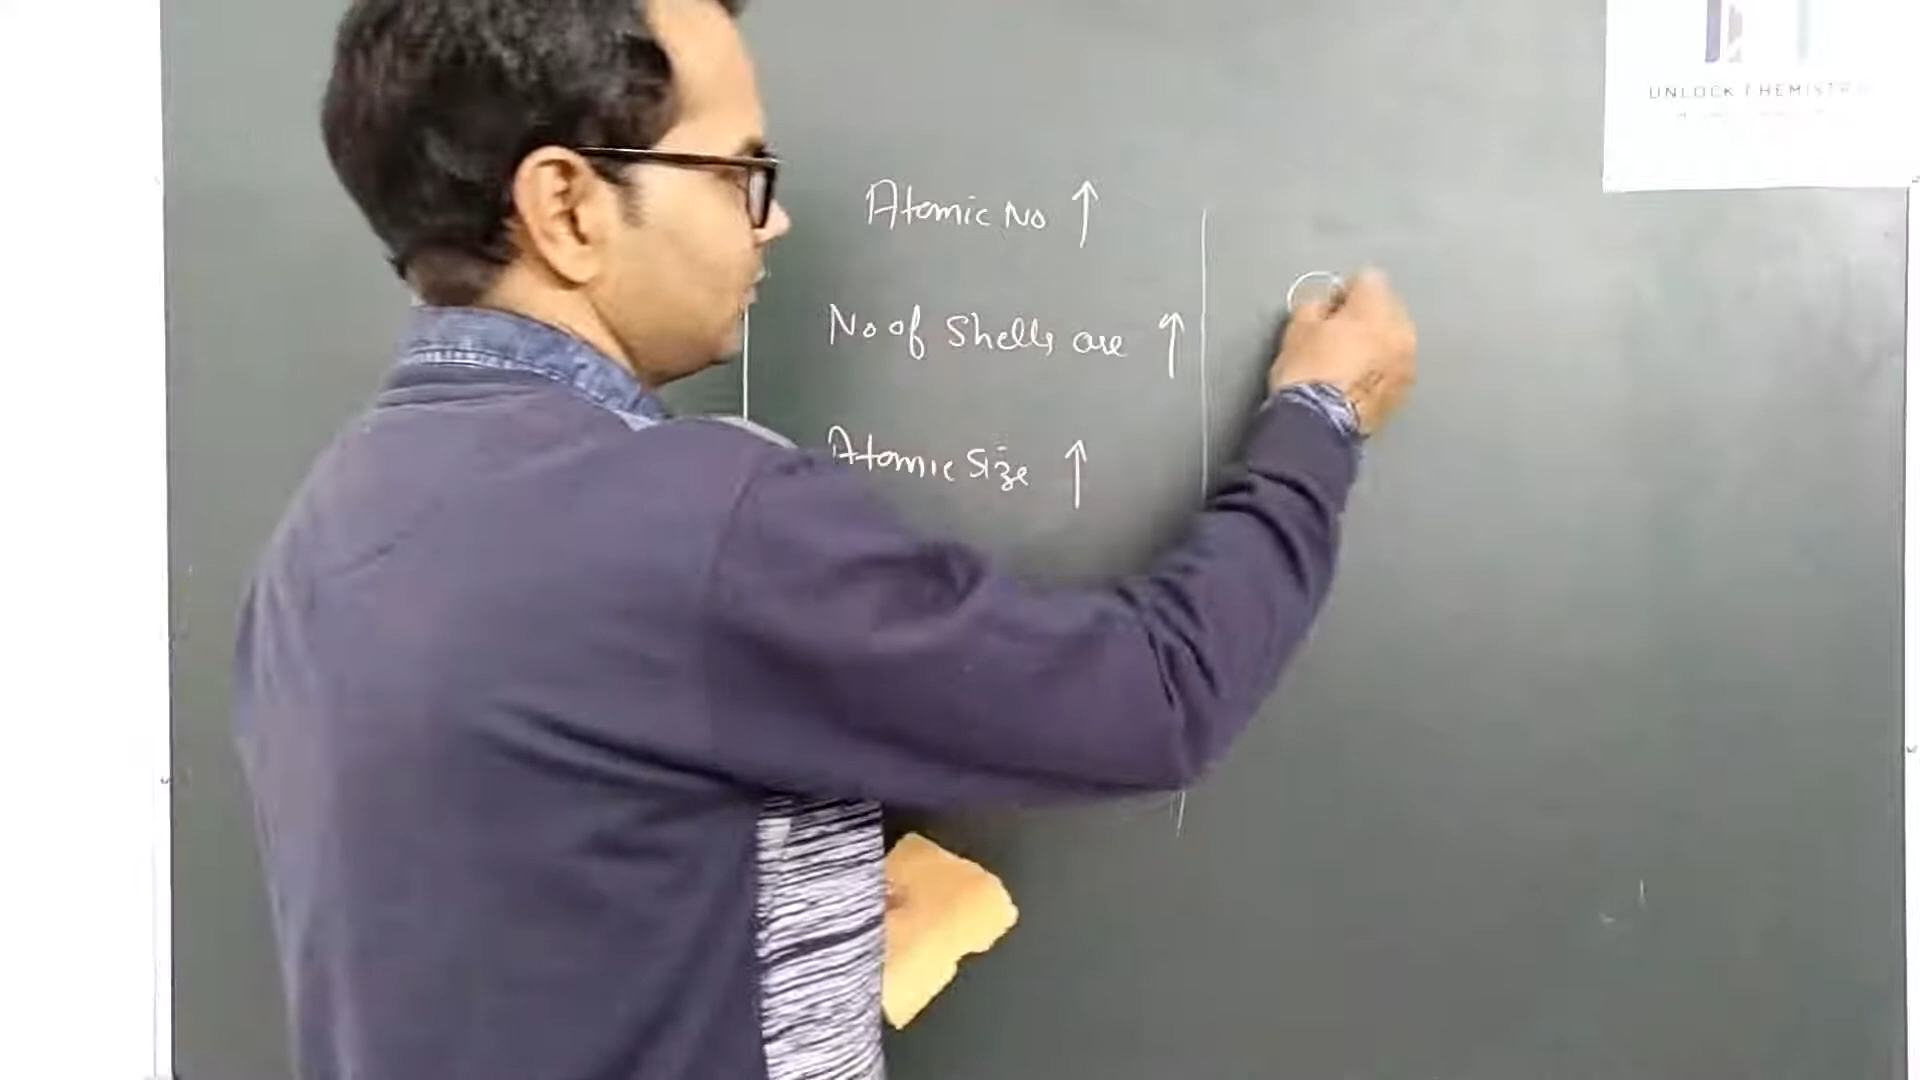 UNLOCK CHEMISTRY
Atomic No ↑
No of Shells are ↑
Atomic Size ↑